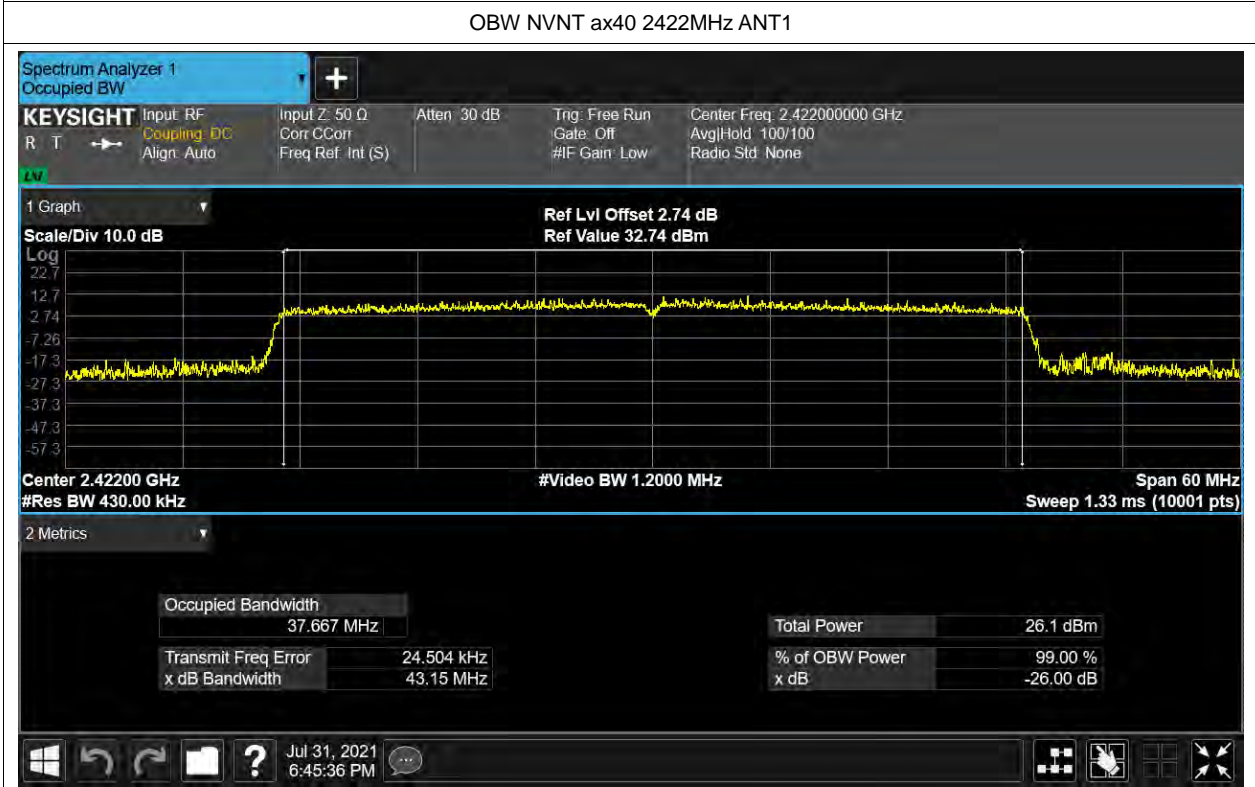 OBW NVNT ax40 2422MHz ANT1
Spectrum Analyzer 1
Occupied BW
+
KEYSIGHT
R T
Input: RF
Coupling: DC
Align: Auto
Input Z: 50 Ω
Corr CCorr
Freq Ref: Int (S)
Atten: 30 dB
Trig: Free Run
Gate: Off
#IF Gain: Low
Center Freq: 2.422000000 GHz
Avg|Hold: 100/100
Radio Std: None
1 Graph
Ref Lvl Offset 2.74 dB
Scale/Div 10.0 dB
Ref Value 32.74 dBm
Log
22.7
12.7
2.74
-7.26
-17.3
-27.3
-37.3
-47.3
-57.3
Center 2.42200 GHz
#Video BW 1.2000 MHz
Span 60 MHz
#Res BW 430.00 kHz
Sweep 1.33 ms (10001 pts)
2 Metrics
Occupied Bandwidth
37.667 MHz
Total Power 26.1 dBm
Transmit Freq Error 24.504 kHz
% of OBW Power 99.00 %
x dB Bandwidth 43.15 MHz
x dB -26.00 dB
?
Jul 31, 2021
6:45:36 PM